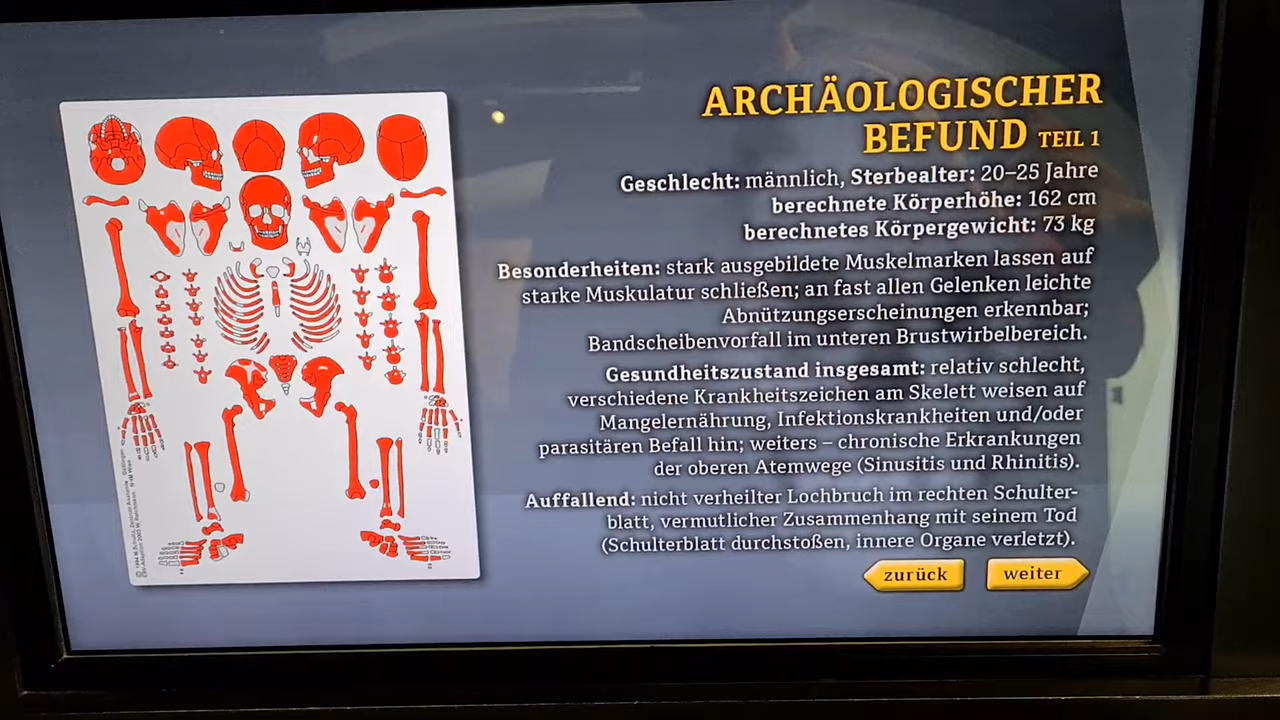 ARCHÄOLOGISCHER
BEFUND TEIL 1
Geschlecht: männlich, Sterbealter: 20–25 Jahre
berechnete Körperhöhe: 162 cm
berechnetes Körpergewicht: 73 kg
Besonderheiten: stark ausgebildete Muskelmarken lassen auf
starke Muskulatur schließen; an fast allen Gelenken leichte
Abnützungserscheinungen erkennbar;
Bandscheibenvorfall im unteren Brustwirbelbereich.
Gesundheitszustand insgesamt: relativ schlecht,
verschiedene Krankheitszeichen am Skelett weisen auf
Mangelernährung, Infektionskrankheiten und/oder
parasitären Befall hin; weiters – chronische Erkrankungen
der oberen Atemwege (Sinusitis und Rhinitis).
Auffallend: nicht verheilter Lochbruch im rechten Schulter-
blatt, vermutlicher Zusammenhang mit seinem Tod
(Schulterblatt durchstoßen, innere Organe verletzt).
zurück
weiter